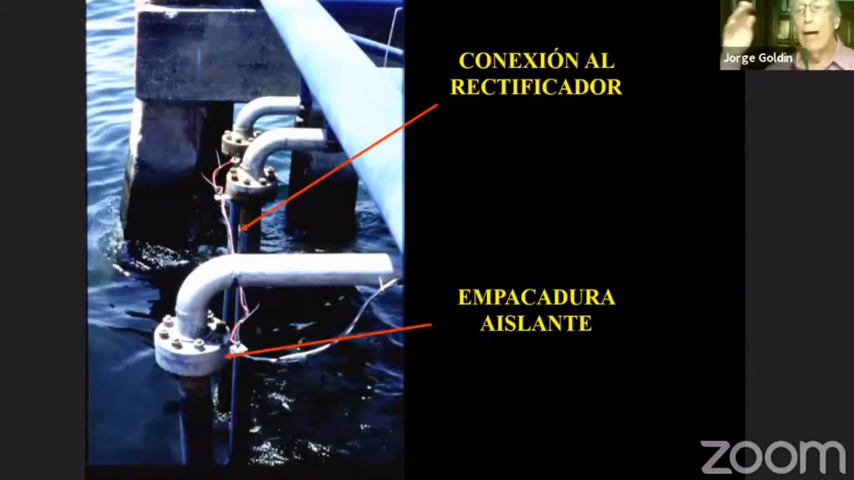 CONEXIÓN AL
RECTIFICADOR
Jorge Goldin
EMPACADURA
AISLANTE
zoom